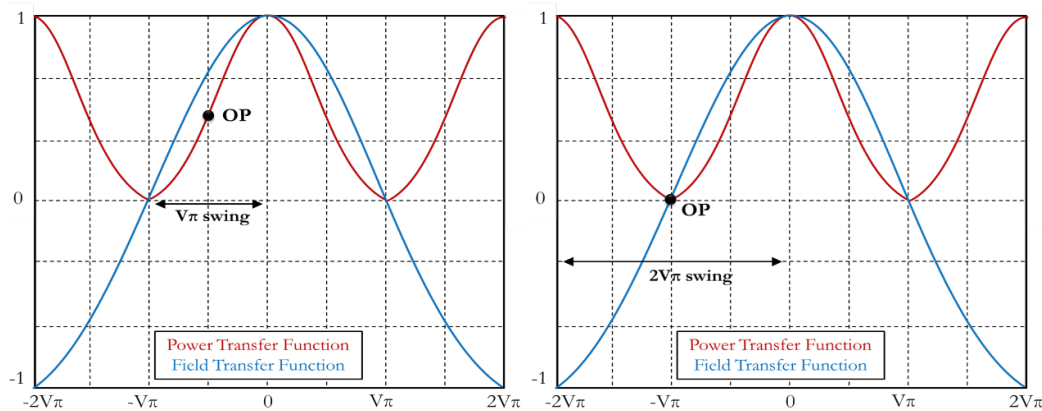 1
OP
0
Vπ swing
Power Transfer Function
Field Transfer Function
-1
-2Vπ
-Vπ
0
Vπ
2Vπ
1
0
OP
2Vπ swing
Power Transfer Function
Field Transfer Function
-1
-2Vπ
-Vπ
0
Vπ
2Vπ